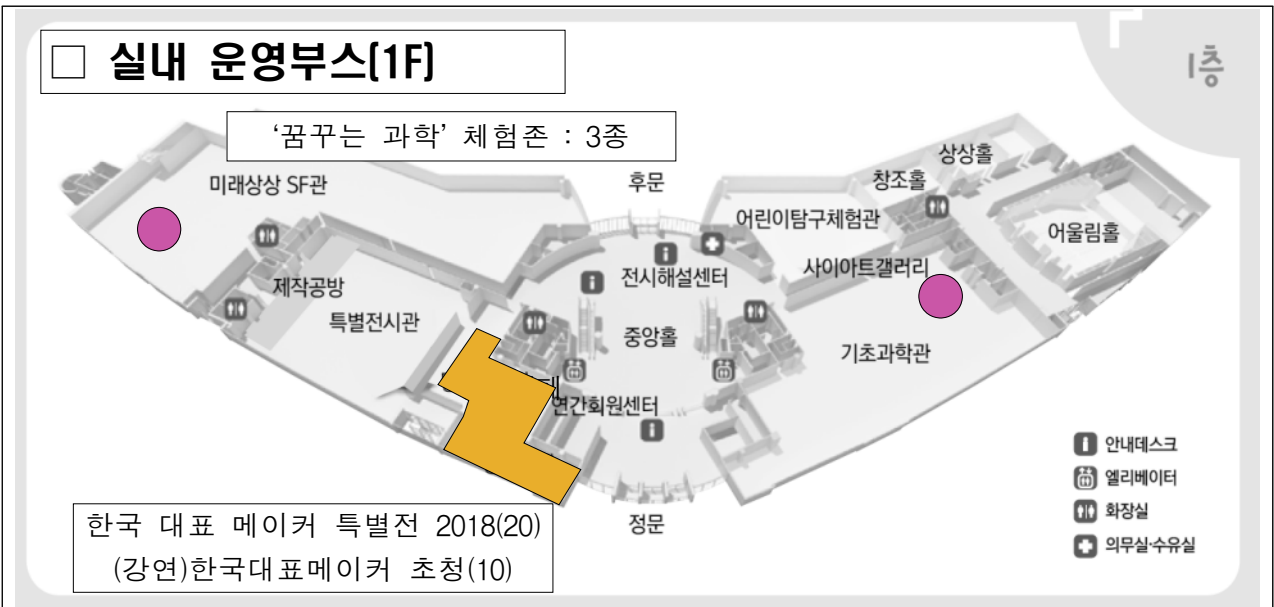 □ 실내 운영부스(1F)
1층
‘꿈꾸는 과학’ 체험존 : 3종
상상홀
창조홀
미래상상 SF관
후문
어린이탐구체험관
어울림홀
전시해설센터
사이아트갤러리
제작공방
특별전시관
중앙홀
기초과학관
연간회원센터
정문
안내데스크
엘리베이터
화장실
의무실·수유실
한국 대표 메이커 특별전 2018(20)
(강연)한국대표메이커 초청(10)